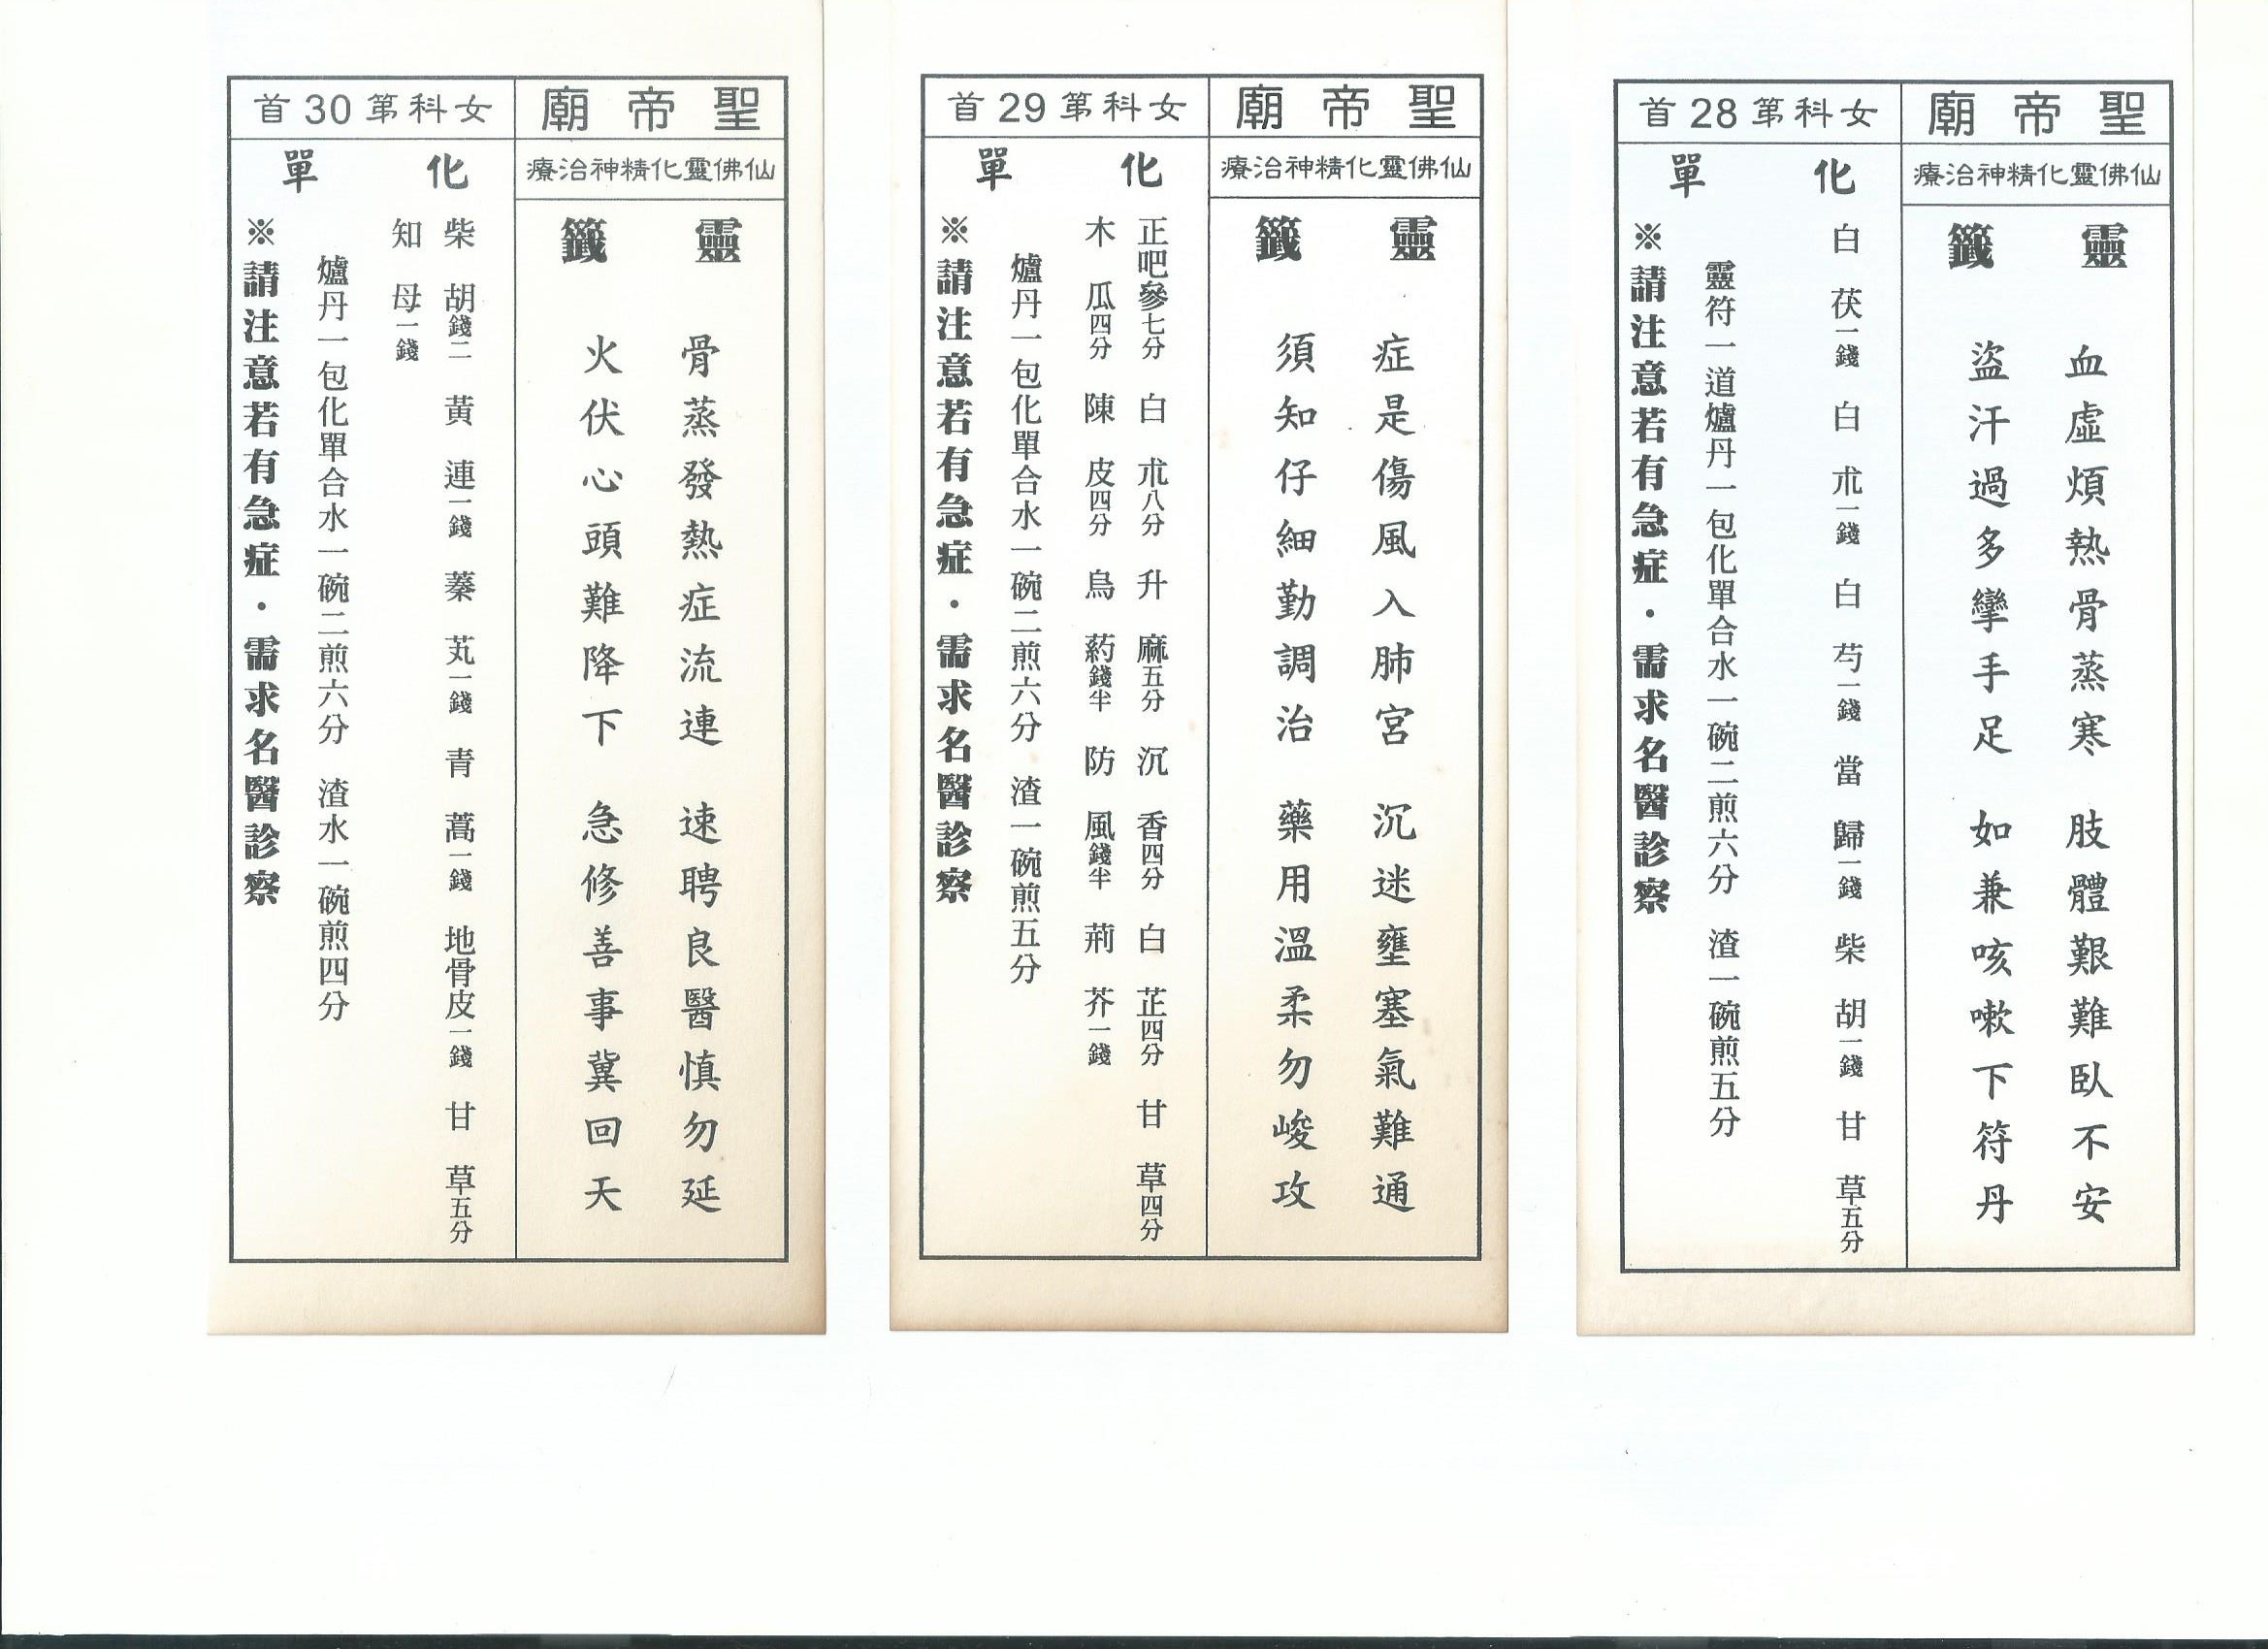 聖帝廟
女科第28首
仙佛靈化精神治療
靈籤
血虛煩熱骨蒸寒　肢體艱難臥不安
盜汗過多攣手足　如兼咳嗽下符丹
化單
白茯一錢　白朮一錢　白芍一錢　當歸一錢　柴胡一錢　甘草五分
靈符一道爐丹一包化單合水一碗二煎六分　渣一碗煎五分
※請注意若有急症．需求名醫診察
聖帝廟
女科第29首
仙佛靈化精神治療
靈籤
症是傷風入肺宮　沉迷壅塞氣難通
須知仔細勤調治　藥用溫柔勿峻攻
化單
正吧參七分　白朮八分　升麻五分　沉香四分　白芷四分　甘草四分
木瓜四分　陳皮四分　烏葯錢半　防風錢半　荊芥一錢
爐丹一包化單合水一碗二煎六分　渣一碗煎五分
※請注意若有急症．需求名醫診察
聖帝廟
女科第30首
仙佛靈化精神治療
靈籤
骨蒸發熱症流連　速聘良醫慎勿延
火伏心頭難降下　急修善事冀回天
化單
柴胡錢二　黃連一錢　蓁芄一錢　青蒿一錢　地骨皮一錢　甘草五分
知母一錢
爐丹一包化單合水一碗二煎六分　渣水一碗煎四分
※請注意若有急症．需求名醫診察